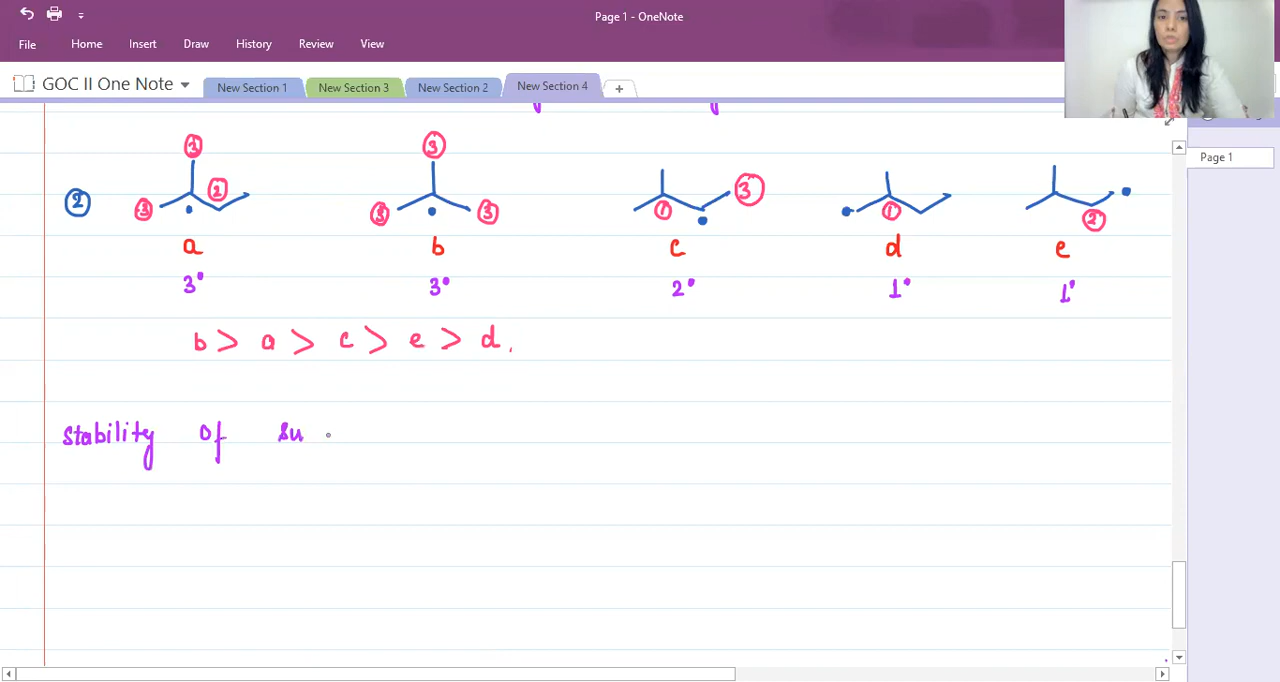 Page 1 - OneNote
File Home Insert Draw History Review View
GOC II One Note New Section 1 New Section 3 New Section 2 New Section 4 +
Page 1
3 3 2 3 3 3 1 3 1 2
2
a b c d e
3° 3° 2° 1° 1°
b > a > c > e > d.
Stability of su